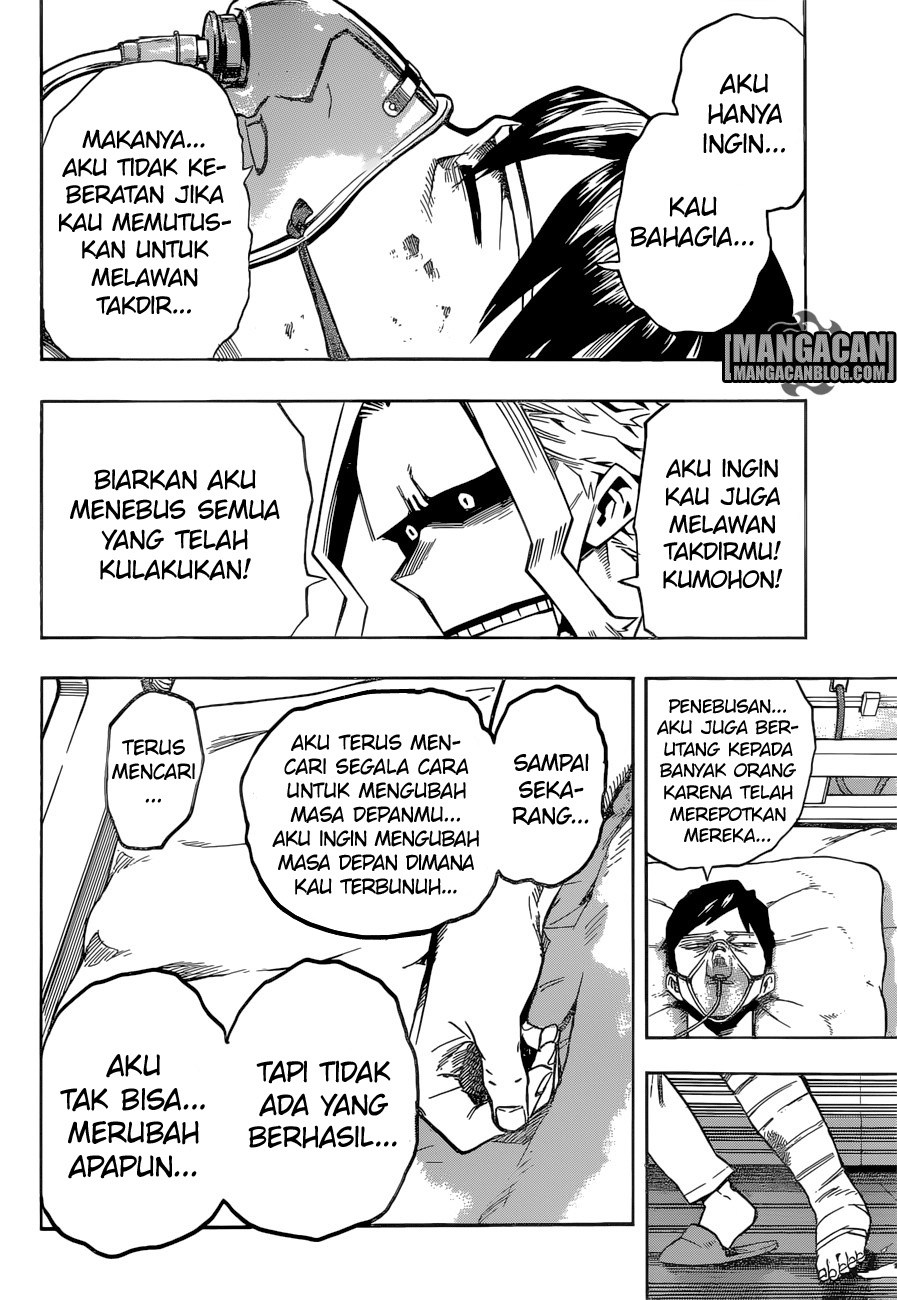 AKU
HANYA
INGIN...
KAU
BAHAGIA...
MAKANYA...
AKU TIDAK KE-
BERATAN JIKA
KAU MEMUTUS-
KAN UNTUK
MELAWAN
TAKDIR...
[MANGACAN]
MANGACANBLOG.COM
AKU INGIN
KAU JUGA
MELAWAN
TAKDIRMU!
KUMOHON!
BIARKAN AKU
MENEBUS SEMUA
YANG TELAH
KULAKUKAN!
PENEBUSAN...
AKU JUGA BER-
UTANG KEPADA
BANYAK ORANG
KARENA TELAH
MEREPOTKAN
MEREKA...
SAMPAI
SEKA-
RANG...
AKU TERUS MEN-
CARI SEGALA CARA
UNTUK MENGUBAH
MASA DEPANMU...
AKU INGIN MENGUBAH
MASA DEPAN DIMANA
KAU TERBUNUH...
TERUS
MENCARI
...
TAPI TIDAK
ADA YANG
BERHASIL...
AKU
TAK BISA...
MERUBAH
APAPUN...